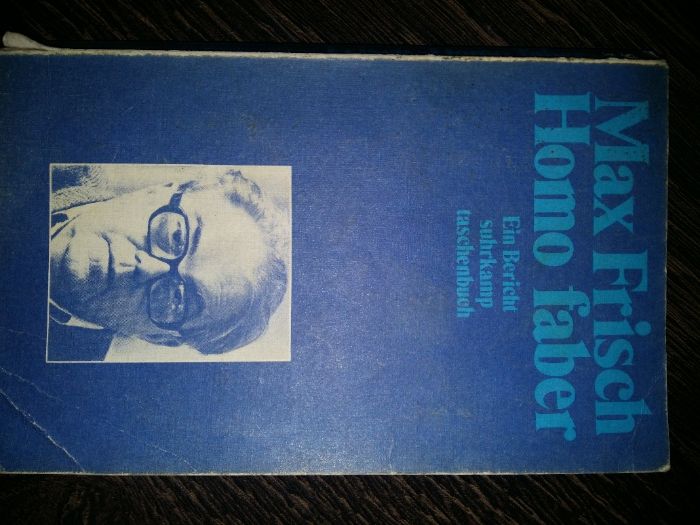 Max Frisch
Homo faber
Ein Bericht
suhrkamp
taschenbuch